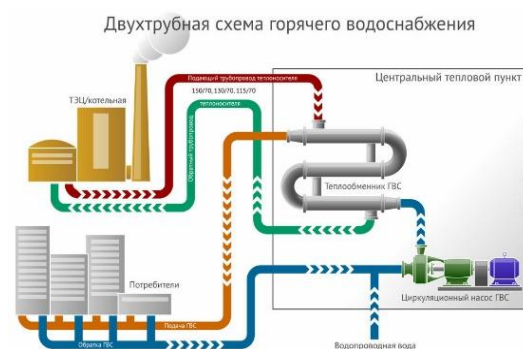 Двухтрубная схема горячего водоснабжения
Подающий трубопровод теплоносителя
Центральный тепловой пункт
ТЭЦ/котельная
150/70, 130/70, 115/70
теплоносителя
Обратный трубопровод
Теплообменник ГВС
Потребители
Циркуляционный насос ГВС
Подача ГВС
Обратка ГВС
Водопроводная вода